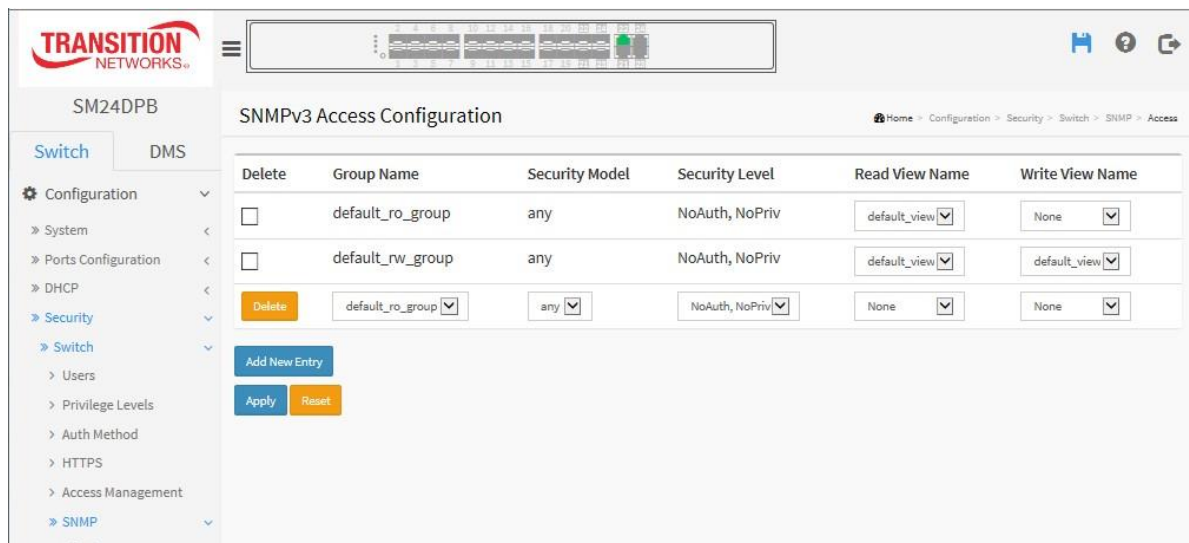 TRANSITION
NETWORKS®
SM24DPB
Switch DMS
Configuration
System
Ports Configuration
DHCP
Security
Switch
Users
Privilege Levels
Auth Method
HTTPS
Access Management
SNMP
SNMPv3 Access Configuration
Home > Configuration > Security > Switch > SNMP > Access
Delete Group Name Security Model Security Level Read View Name Write View Name
default_ro_group any NoAuth, NoPriv default_view None
default_rw_group any NoAuth, NoPriv default_view default_view
Delete default_ro_group any NoAuth, NoPriv None None
Add New Entry
Apply Reset